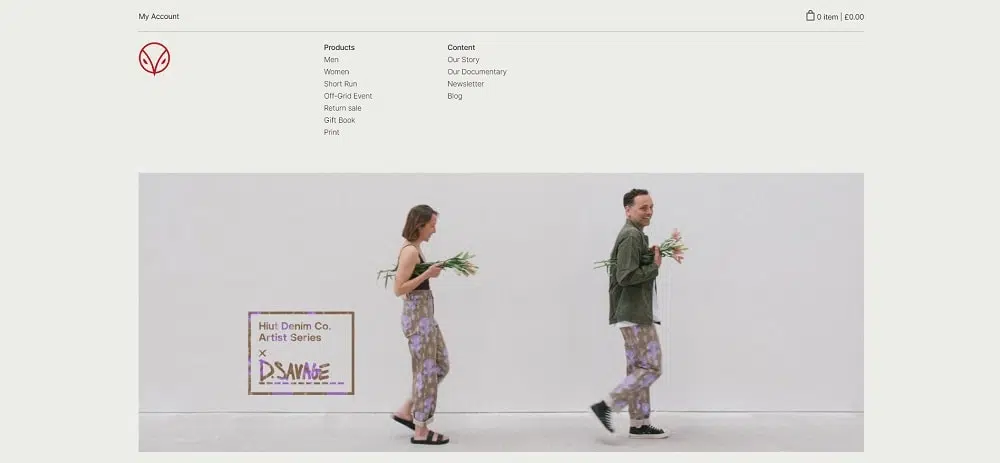 My Account
0 item | £0.00
Products
Men
Women
Short Run
Off-Grid Event
Return sale
Gift Book
Print
Content
Our Story
Our Documentary
Newsletter
Blog
Hiut Denim Co.
Artist Series
×
D.SAVAGE